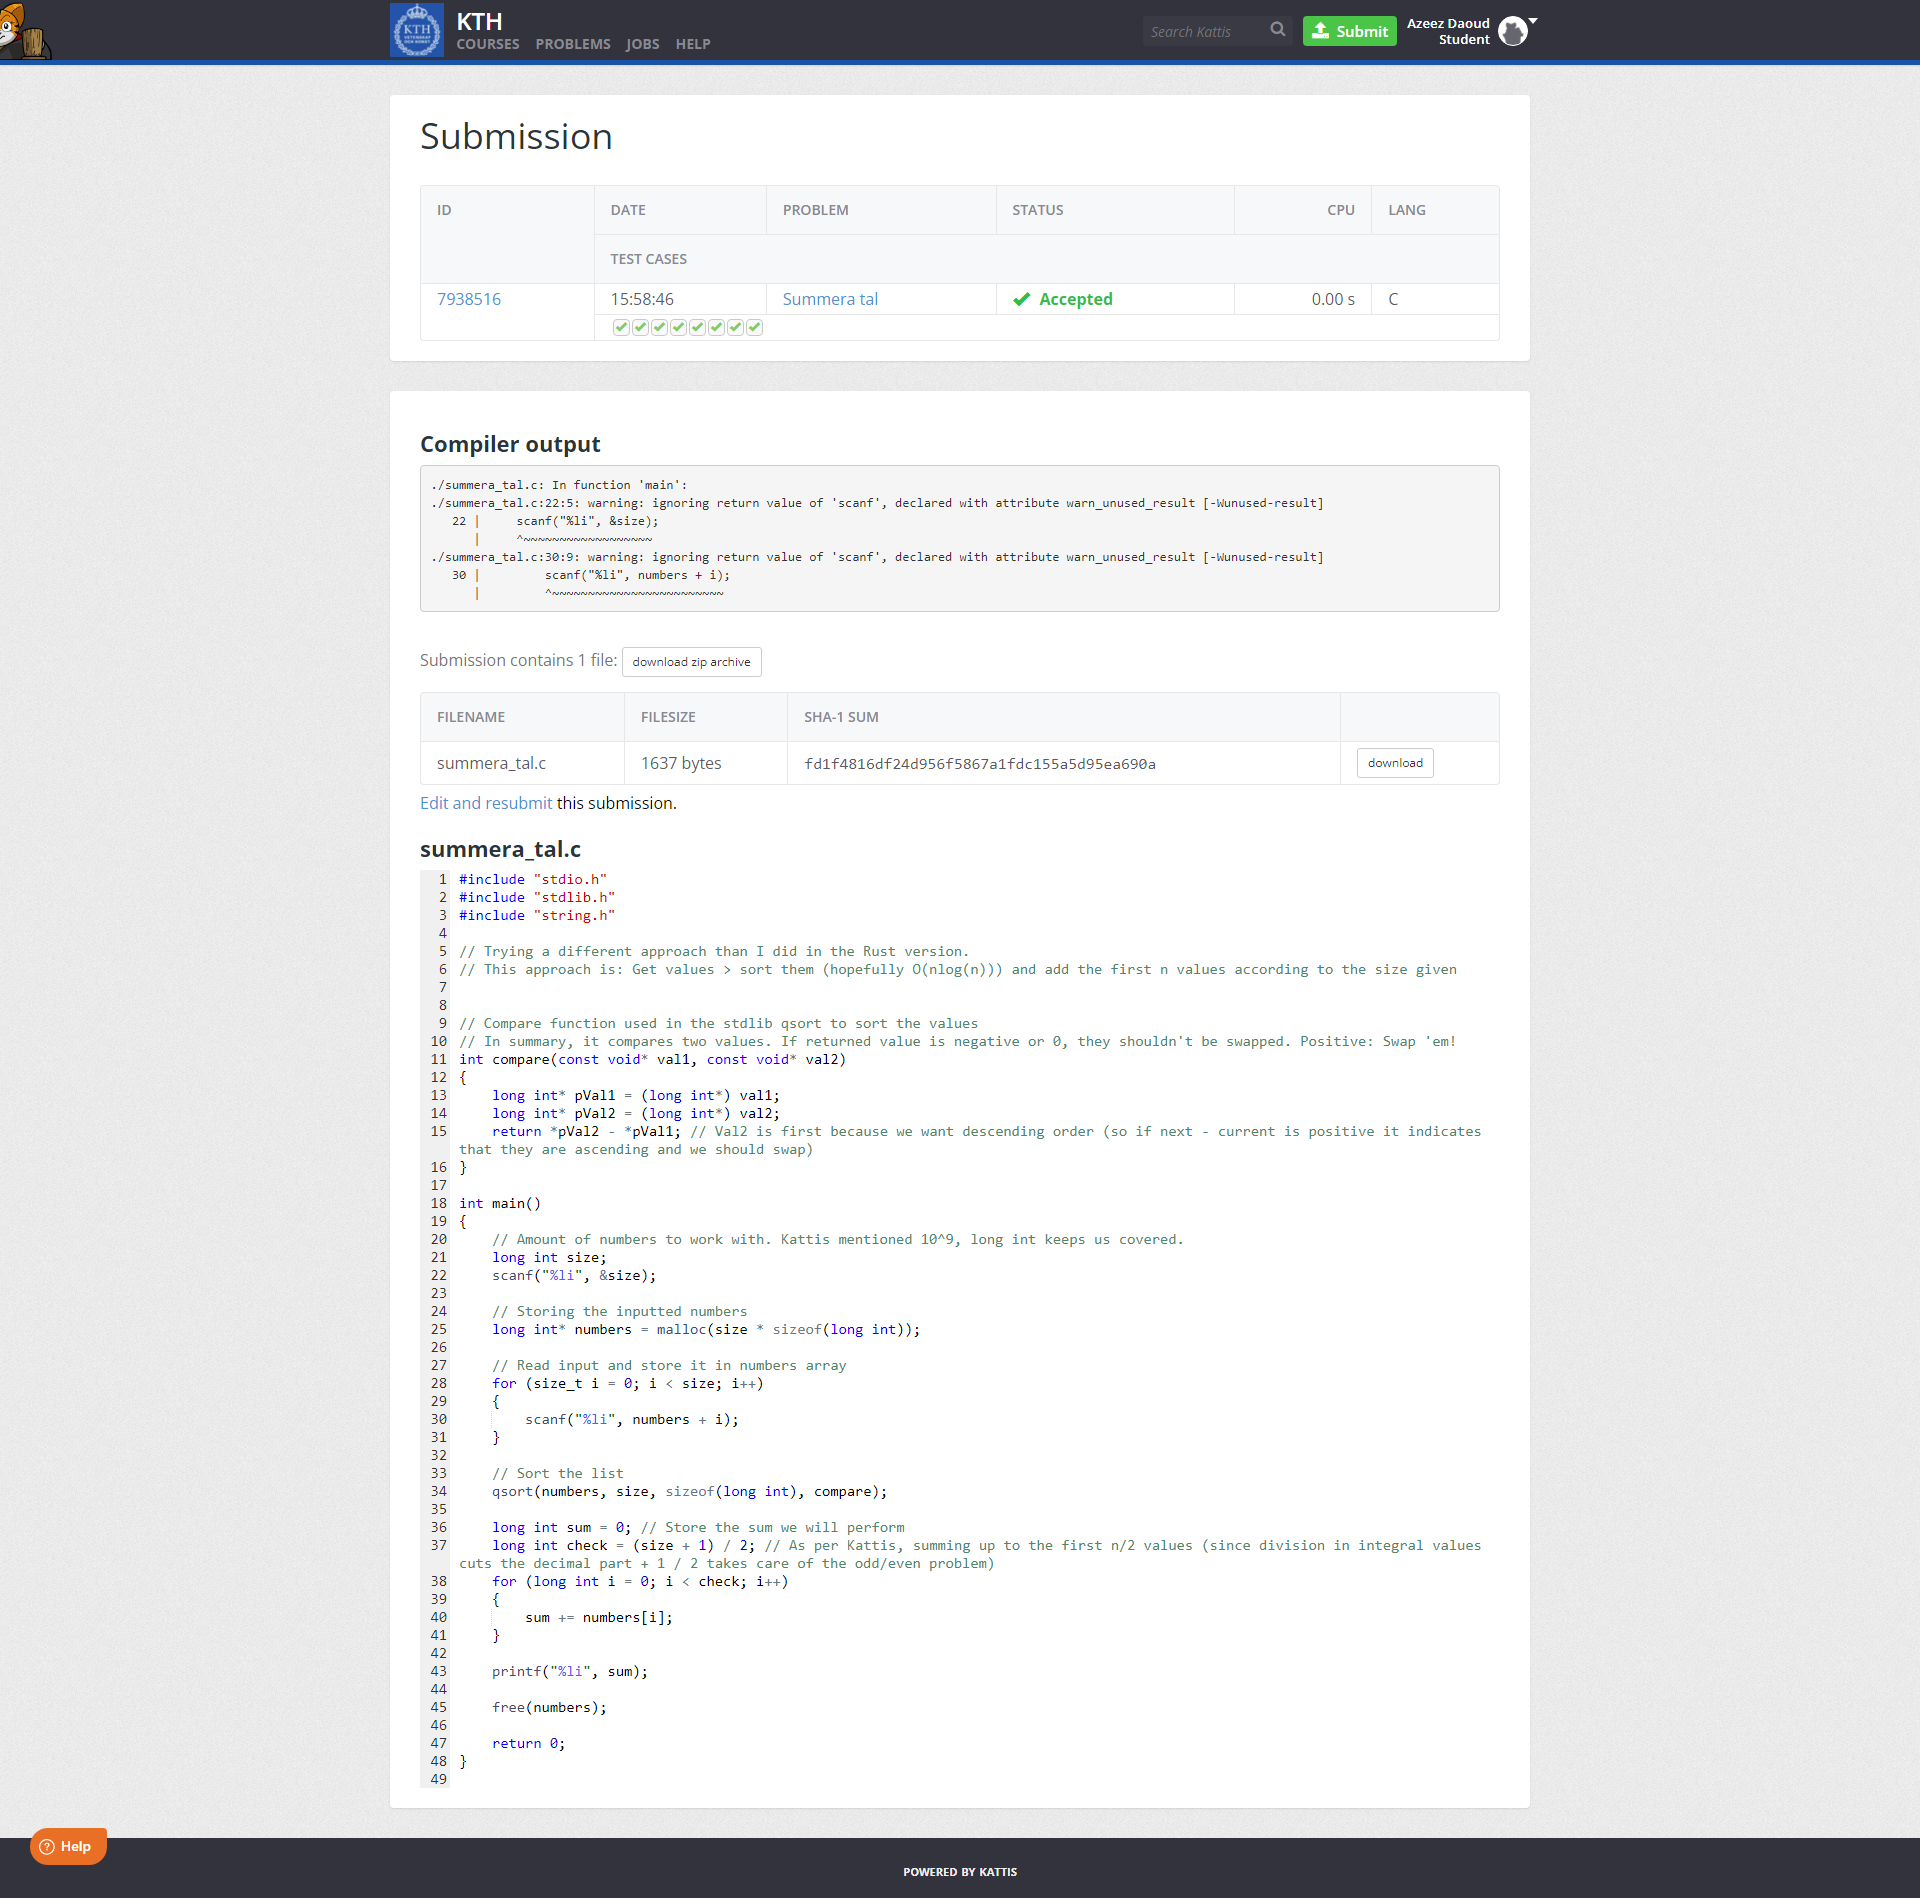 KTH
COURSES PROBLEMS JOBS HELP
Search Kattis
Submit
Azeez Daoud
Student
Submission
ID DATE PROBLEM STATUS CPU LANG
TEST CASES
7938516 15:58:46 Summera tal Accepted 0.00 s C
Compiler output
./summera_tal.c: In function 'main':
./summera_tal.c:22:5: warning: ignoring return value of 'scanf', declared with attribute warn_unused_result [-Wunused-result]
22 | scanf("%li", &size);
| ^~~~~~~~~~~~~~~~~~~
./summera_tal.c:30:9: warning: ignoring return value of 'scanf', declared with attribute warn_unused_result [-Wunused-result]
30 | scanf("%li", numbers + i);
| ^~~~~~~~~~~~~~~~~~~~~~~~~
Submission contains 1 file: download zip archive
FILENAME FILESIZE SHA-1 SUM
summera_tal.c 1637 bytes fd1f4816df24d956f5867a1fdc155a5d95ea690a download
Edit and resubmit this submission.
summera_tal.c
1 #include "stdio.h"
2 #include "stdlib.h"
3 #include "string.h"
4
5 // Trying a different approach than I did in the Rust version.
6 // This approach is: Get values > sort them (hopefully O(nlog(n))) and add the first n values according to the size given
7
8
9 // Compare function used in the stdlib qsort to sort the values
10 // In summary, it compares two values. If returned value is negative or 0, they shouldn't be swapped. Positive: Swap 'em!
11 int compare(const void* val1, const void* val2)
12 {
13 long int* pVal1 = (long int*) val1;
14 long int* pVal2 = (long int*) val2;
15 return *pVal2 - *pVal1; // Val2 is first because we want descending order (so if next - current is positive it indicates
that they are ascending and we should swap)
16 }
17
18 int main()
19 {
20 // Amount of numbers to work with. Kattis mentioned 10^9, long int keeps us covered.
21 long int size;
22 scanf("%li", &size);
23
24 // Storing the inputted numbers
25 long int* numbers = malloc(size * sizeof(long int));
26
27 // Read input and store it in numbers array
28 for (size_t i = 0; i < size; i++)
29 {
30 scanf("%li", numbers + i);
31 }
32
33 // Sort the list
34 qsort(numbers, size, sizeof(long int), compare);
35
36 long int sum = 0; // Store the sum we will perform
37 long int check = (size + 1) / 2; // As per Kattis, summing up to the first n/2 values (since division in integral values
cuts the decimal part + 1 / 2 takes care of the odd/even problem)
38 for (long int i = 0; i < check; i++)
39 {
40 sum += numbers[i];
41 }
42
43 printf("%li", sum);
44
45 free(numbers);
46
47 return 0;
48 }
49
Help
POWERED BY KATTIS